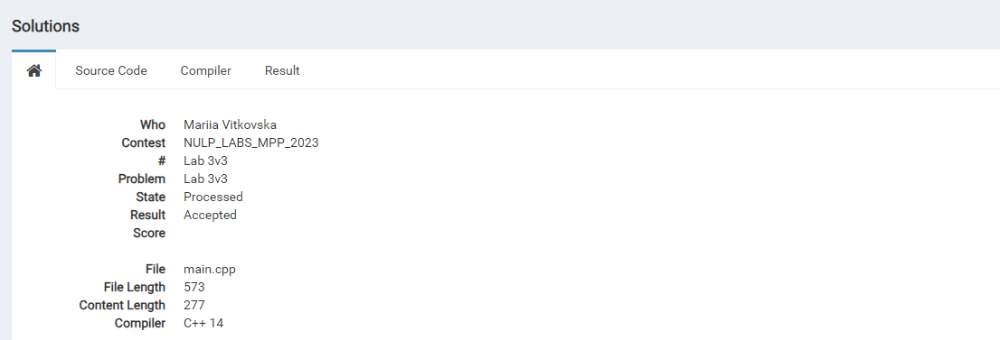 Solutions
Source Code Compiler Result
Who Mariia Vitkovska
Contest NULP_LABS_MPP_2023
# Lab 3v3
Problem Lab 3v3
State Processed
Result Accepted
Score
File main.cpp
File Length 573
Content Length 277
Compiler C++ 14